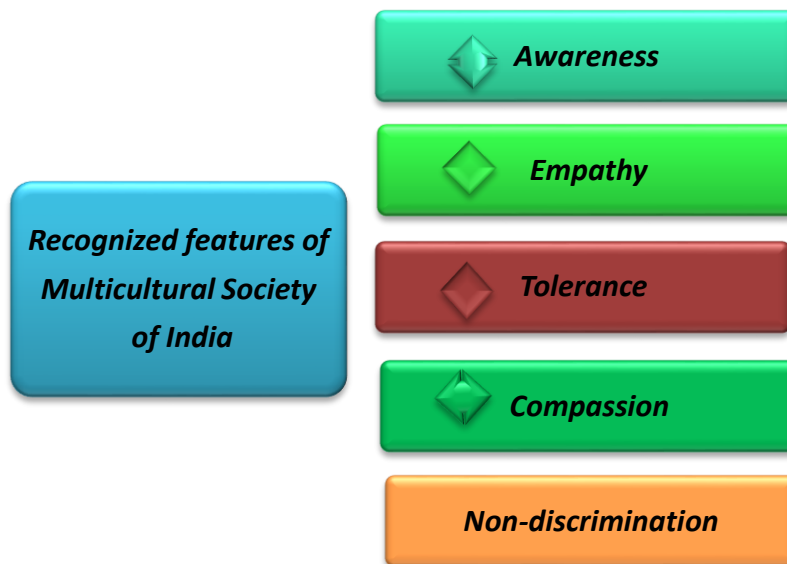 Recognized features of
Multicultural Society
of India
Awareness
Empathy
Tolerance
Compassion
Non-discrimination